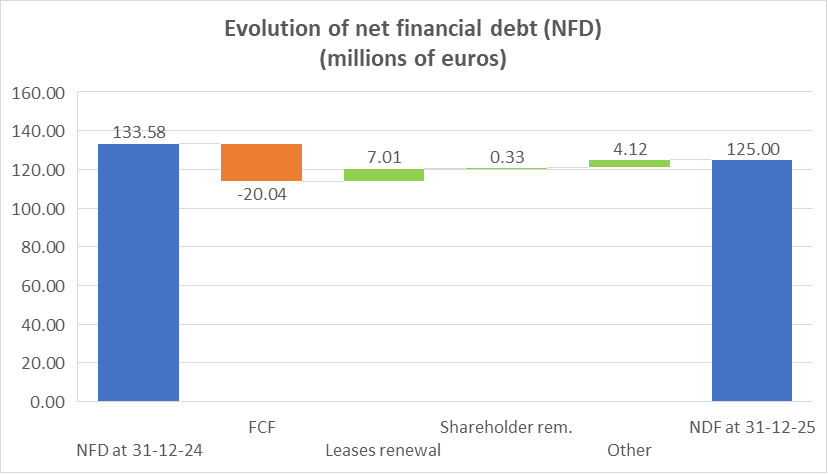 Evolution of net financial debt (NFD)
(millions of euros)
160.00
140.00
120.00
100.00
80.00
60.00
40.00
20.00
0.00
133.58
-20.04
7.01
0.33
4.12
125.00
NFD at 31-12-24
FCF
Leases renewal
Shareholder rem.
Other
NDF at 31-12-25